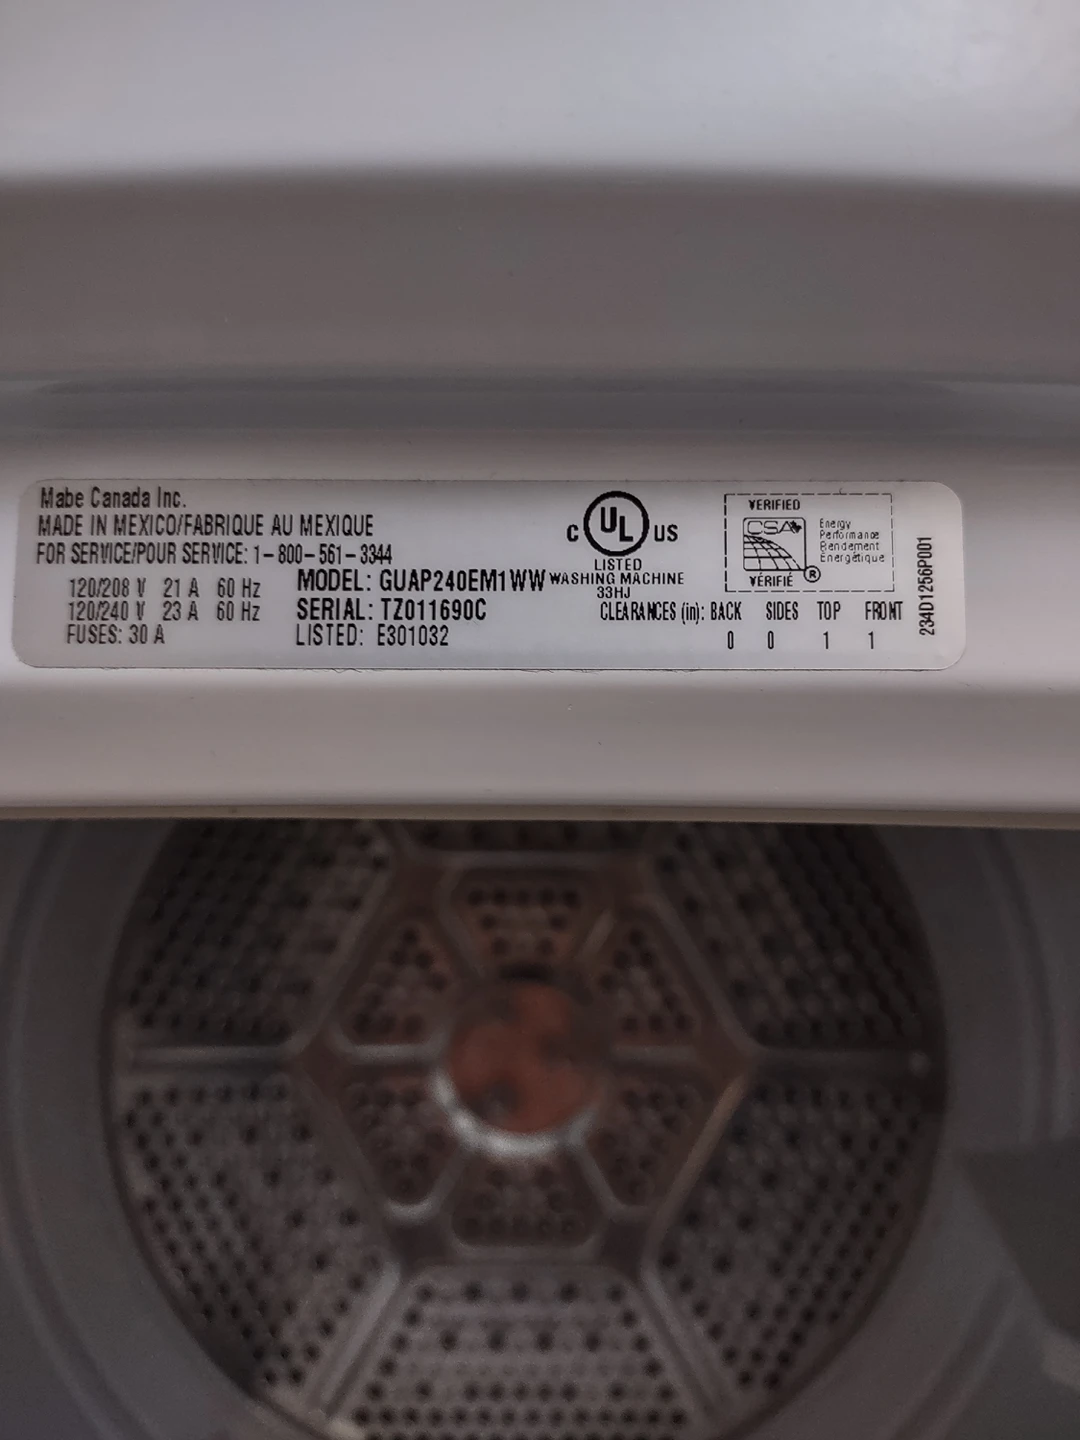 Mabe Canada Inc.
MADE IN MEXICO/FABRIQUE AU MEXIQUE
FOR SERVICE/POUR SERVICE: 1-800-561-3344
120/208 V 21 A 60 Hz
120/240 V 23 A 60 Hz
FUSES: 30 A
MODEL: GUAP240EM1WW
SERIAL: TZ011690C
LISTED: E301032
C UL US
LISTED
WASHING MACHINE
33HJ
VERIFIED
CSA
VÉRIFIÉ ®
Energy
Performance
Rendement
Énergétique
CLEARANCES (in): BACK SIDES TOP FRONT
0 0 1 1
234D1256P001